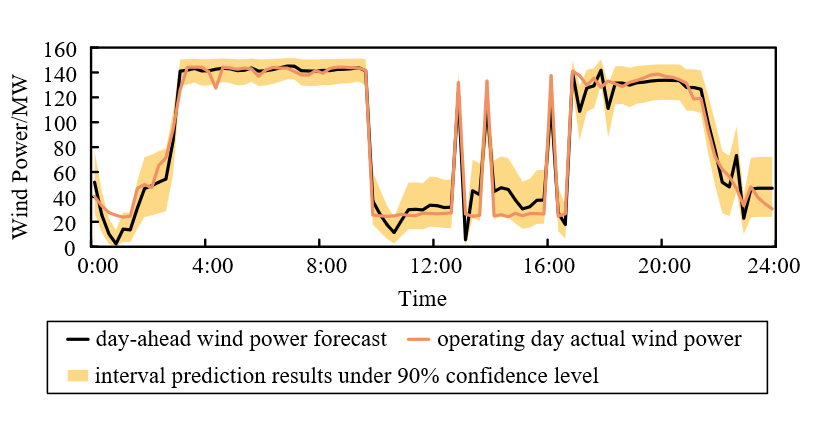 160
140
120
100
80
60
40
20
0
Wind Power/MW
0:00 4:00 8:00 12:00 16:00 20:00 24:00
Time
day-ahead wind power forecast operating day actual wind power
interval prediction results under 90% confidence level